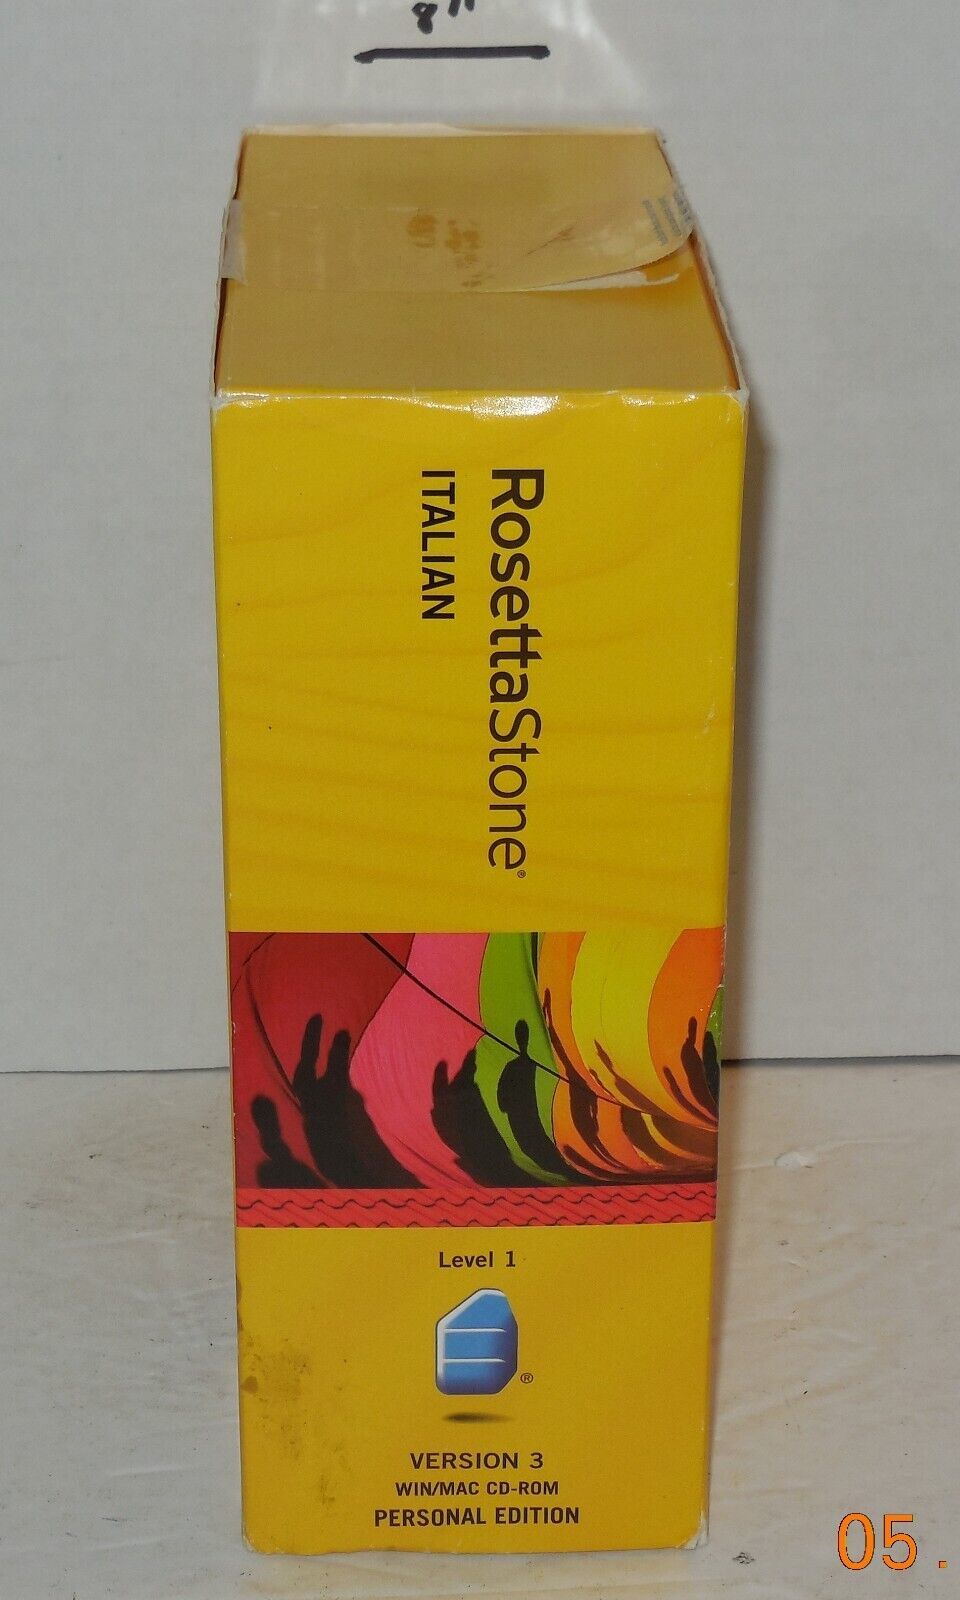 8"
RosettaStone®
ITALIAN
Level 1
®
VERSION 3
WIN/MAC CD-ROM
PERSONAL EDITION
05.